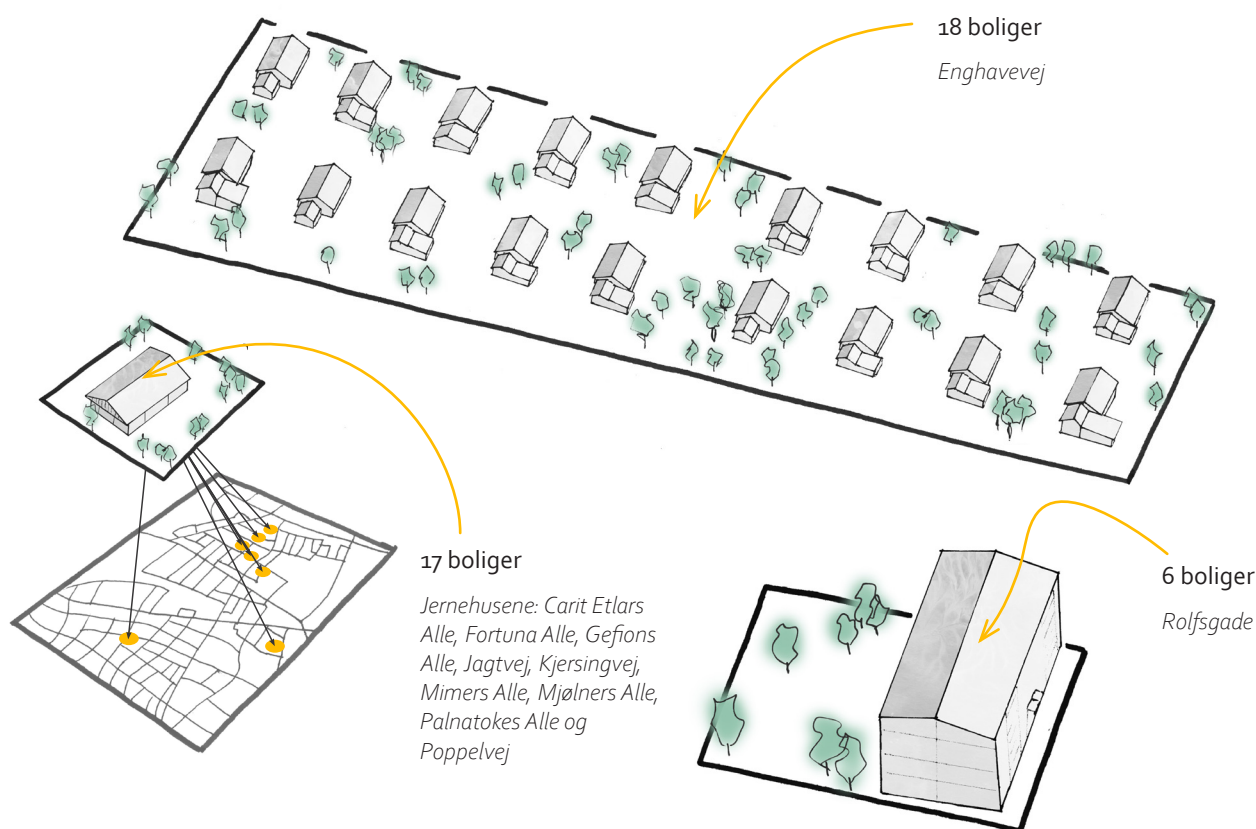 18 boliger
Enghavevej
17 boliger
Jernehusene: Carit Etlars
Alle, Fortuna Alle, Gefions
Alle, Jagtvej, Kjersingvej,
Mimers Alle, Mjølners Alle,
Palnatokes Alle og
Poppelvej
6 boliger
Rolfsgade